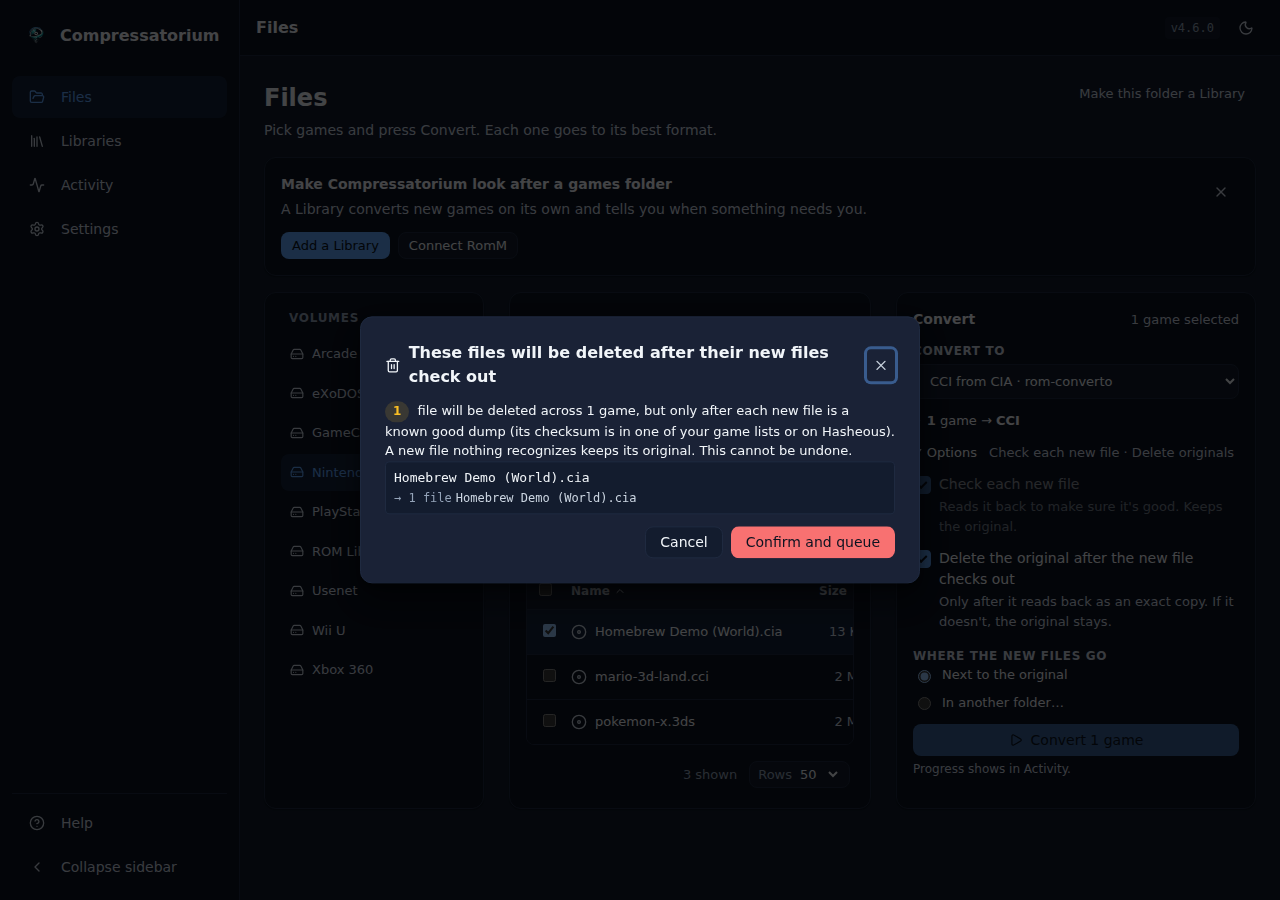 Compressatorium
Files
v4.6.0
Files
Libraries
Activity
Settings
Help
Collapse sidebar
Files
Make this folder a Library
Pick games and press Convert. Each one goes to its best format.
Make Compressatorium look after a games folder
A Library converts new games on its own and tells you when something needs you.
Add a Library
Connect RomM
VOLUMES
Arcade
GameC
PlaySta
Usenet
Wii U
Xbox 360
These files will be deleted after their new files
check out
1 file will be deleted across 1 game, but only after each new file is a
known good dump (its checksum is in one of your game lists or on Hasheous).
A new file nothing recognizes keeps its original. This cannot be undone.
Homebrew Demo (World).cia
→ 1 file Homebrew Demo (World).cia
Cancel
Confirm and queue
Name
Size
Homebrew Demo (World).cia
13
mario-3d-land.cci
2
pokemon-x.3ds
2
3 shown
Rows 50
Convert
1 game selected
CONVERT TO
CCI from CIA · rom-converto
1 game → CCI
Options
Check each new file · Delete originals
Check each new file
Reads it back to make sure it's good. Keeps
the original.
Delete the original after the new file
checks out
Only after it reads back as an exact copy. If it
doesn't, the original stays.
WHERE THE NEW FILES GO
Next to the original
In another folder…
Convert 1 game
Progress shows in Activity.